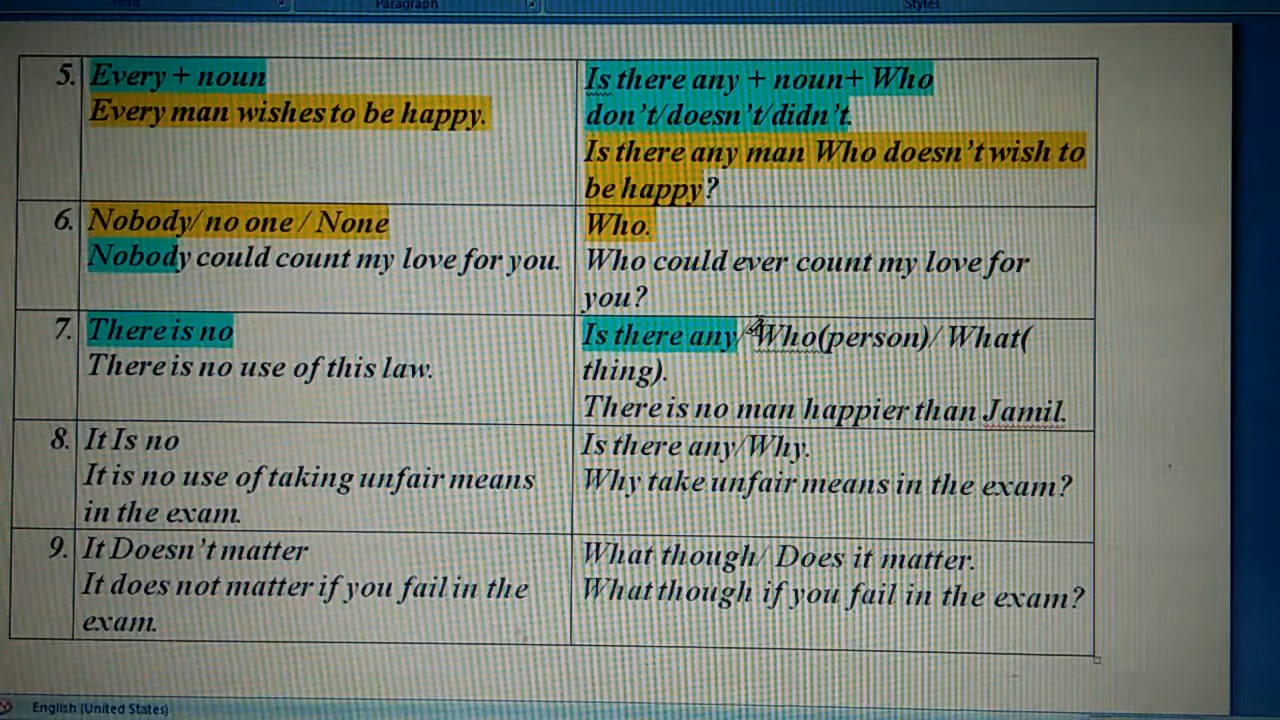 Font Paragraph Styles
5. Every + noun
Every man wishes to be happy.
Is there any + noun+ Who
don't/doesn't/didn't.
Is there any man Who doesn't wish to
be happy?
6. Nobody/ no one / None
Nobody could count my love for you.
Who.
Who could ever count my love for
you?
7. There is no
There is no use of this law.
Is there any/ Who(person)/ What(
thing).
There is no man happier than Jamil.
8. It Is no
It is no use of taking unfair means
in the exam.
Is there any/Why.
Why take unfair means in the exam?
9. It Doesn't matter
It does not matter if you fail in the
exam.
What though/ Does it matter.
What though if you fail in the exam?
English (United States)